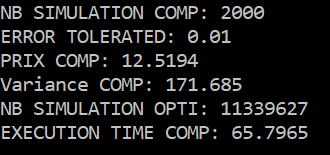 NB SIMULATION COMP: 2000
ERROR TOLERATED: 0.01
PRIX COMP: 12.5194
Variance COMP: 171.685
NB SIMULATION OPTI: 11339627
EXECUTION TIME COMP: 65.7965